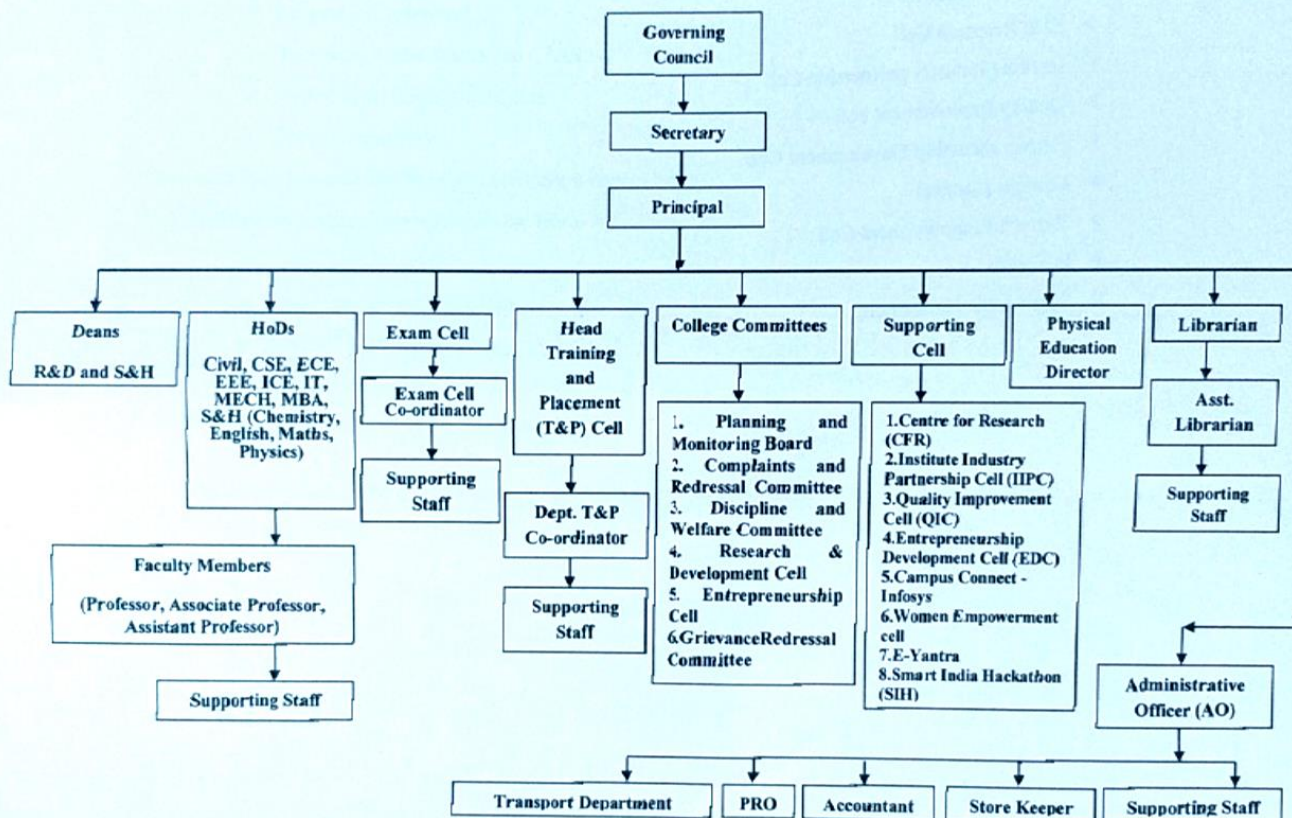 Governing
Council
Secretary
Principal
Deans
R&D and S&H
HoDs
Civil, CSE, ECE,
EEE, ICE, IT,
MECH, MBA,
S&H (Chemistry,
English, Maths,
Physics)
Faculty Members
(Professor, Associate Professor,
Assistant Professor)
Supporting Staff
Exam Cell
Exam Cell
Co-ordinator
Supporting
Staff
Head
Training
and
Placement
(T&P) Cell
Dept. T&P
Co-ordinator
Supporting
Staff
College Committees
1. Planning and
Monitoring Board
2. Complaints and
Redressal Committee
3. Discipline and
Welfare Committee
4. Research &
Development Cell
5. Entrepreneurship
Cell
6.GrievanceRedressal
Committee
Supporting
Cell
1.Centre for Research
(CFR)
2.Institute Industry
Partnership Cell (IIPC)
3.Quality Improvement
Cell (QIC)
4.Entrepreneurship
Development Cell (EDC)
5.Campus Connect -
Infosys
6.Women Empowerment
cell
7.E-Yantra
8.Smart India Hackathon
(SIH)
Physical
Education
Director
Librarian
Asst.
Librarian
Supporting
Staff
Administrative
Officer (AO)
Transport Department
PRO
Accountant
Store Keeper
Supporting Staff